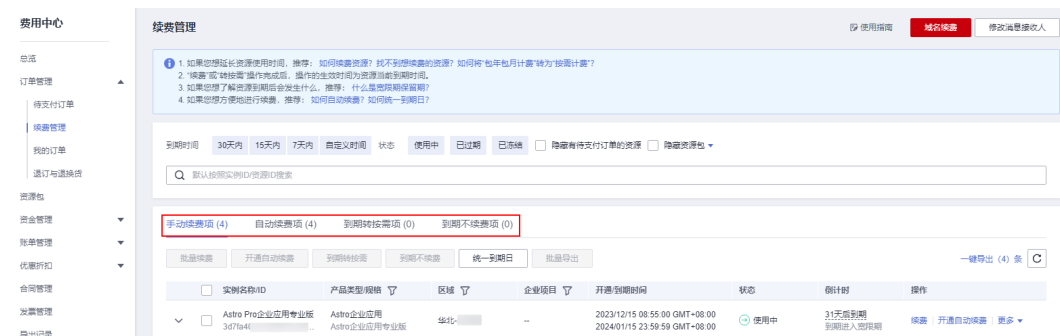 费用中心
总览
订单管理
待支付订单
续费管理
我的订单
退订与退换货
资源包
资金管理
账单管理
优惠折扣
合同管理
发票管理
导出记录
续费管理
使用指南
域名续费
修改消息接收人
1. 如果您想延长资源使用时间，推荐： 如何续费资源？ 找不到想续费的资源？ 如何将"包年包月计费"转为"按需计费"？
2. "续费"或"转按需"操作完成后，操作的生效时间为资源当前到期时间。
3. 如果您想了解资源到期后会发生什么，推荐： 什么是宽限期保留期？
4. 如果您想方便地进行续费，推荐： 如何自动续费？ 如何统一到期日？
到期时间 30天内 15天内 7天内 自定义时间 状态 使用中 已过期 已冻结 隐藏有待支付订单的资源 隐藏资源包
默认按照实例ID/资源ID搜索
手动续费项 (4) 自动续费项 (4) 到期转按需项 (0) 到期不续费项 (0)
批量续费 开通自动续费 到期转按需 到期不续费 统一到期日 批量导出 一键导出 (4) 条
实例名称/ID 产品类型/规格 区域 企业项目 开通/到期时间 状态 倒计时 操作
Astro Pro企业应用专业版 Astro企业应用 华北- -- 2023/12/15 08:55:00 GMT+08:00 使用中 31天后到期 续费 开通自动续费 更多
3d7fa4 .. Astro企业应用专业版 2024/01/15 23:59:59 GMT+08:00 到期进入宽限期